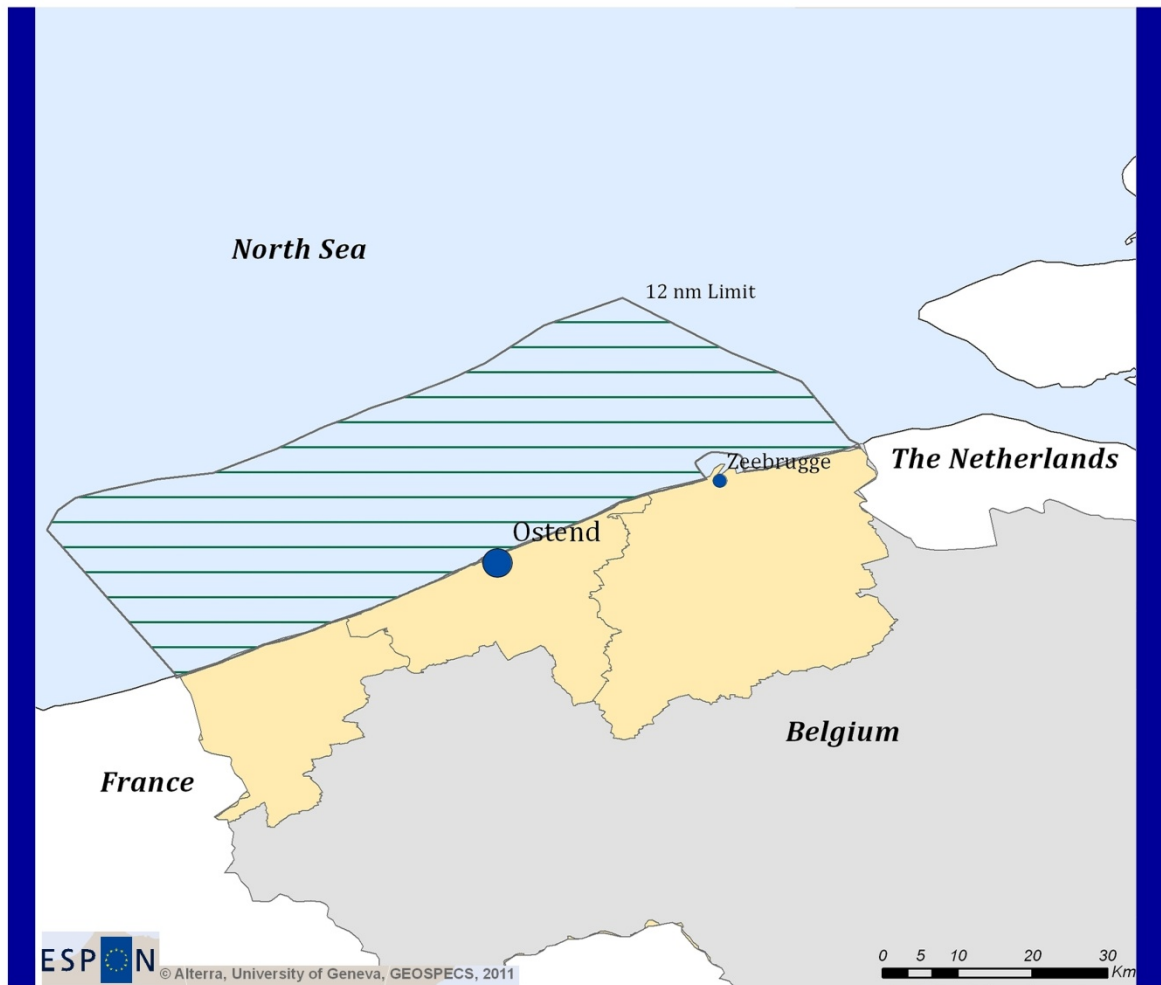 North Sea
12 nm Limit
Zeebrugge
The Netherlands
Ostend
Belgium
France
ESPON
© Alterra, University of Geneva, GEOSPECS, 2011
0 5 10 20 30
Km